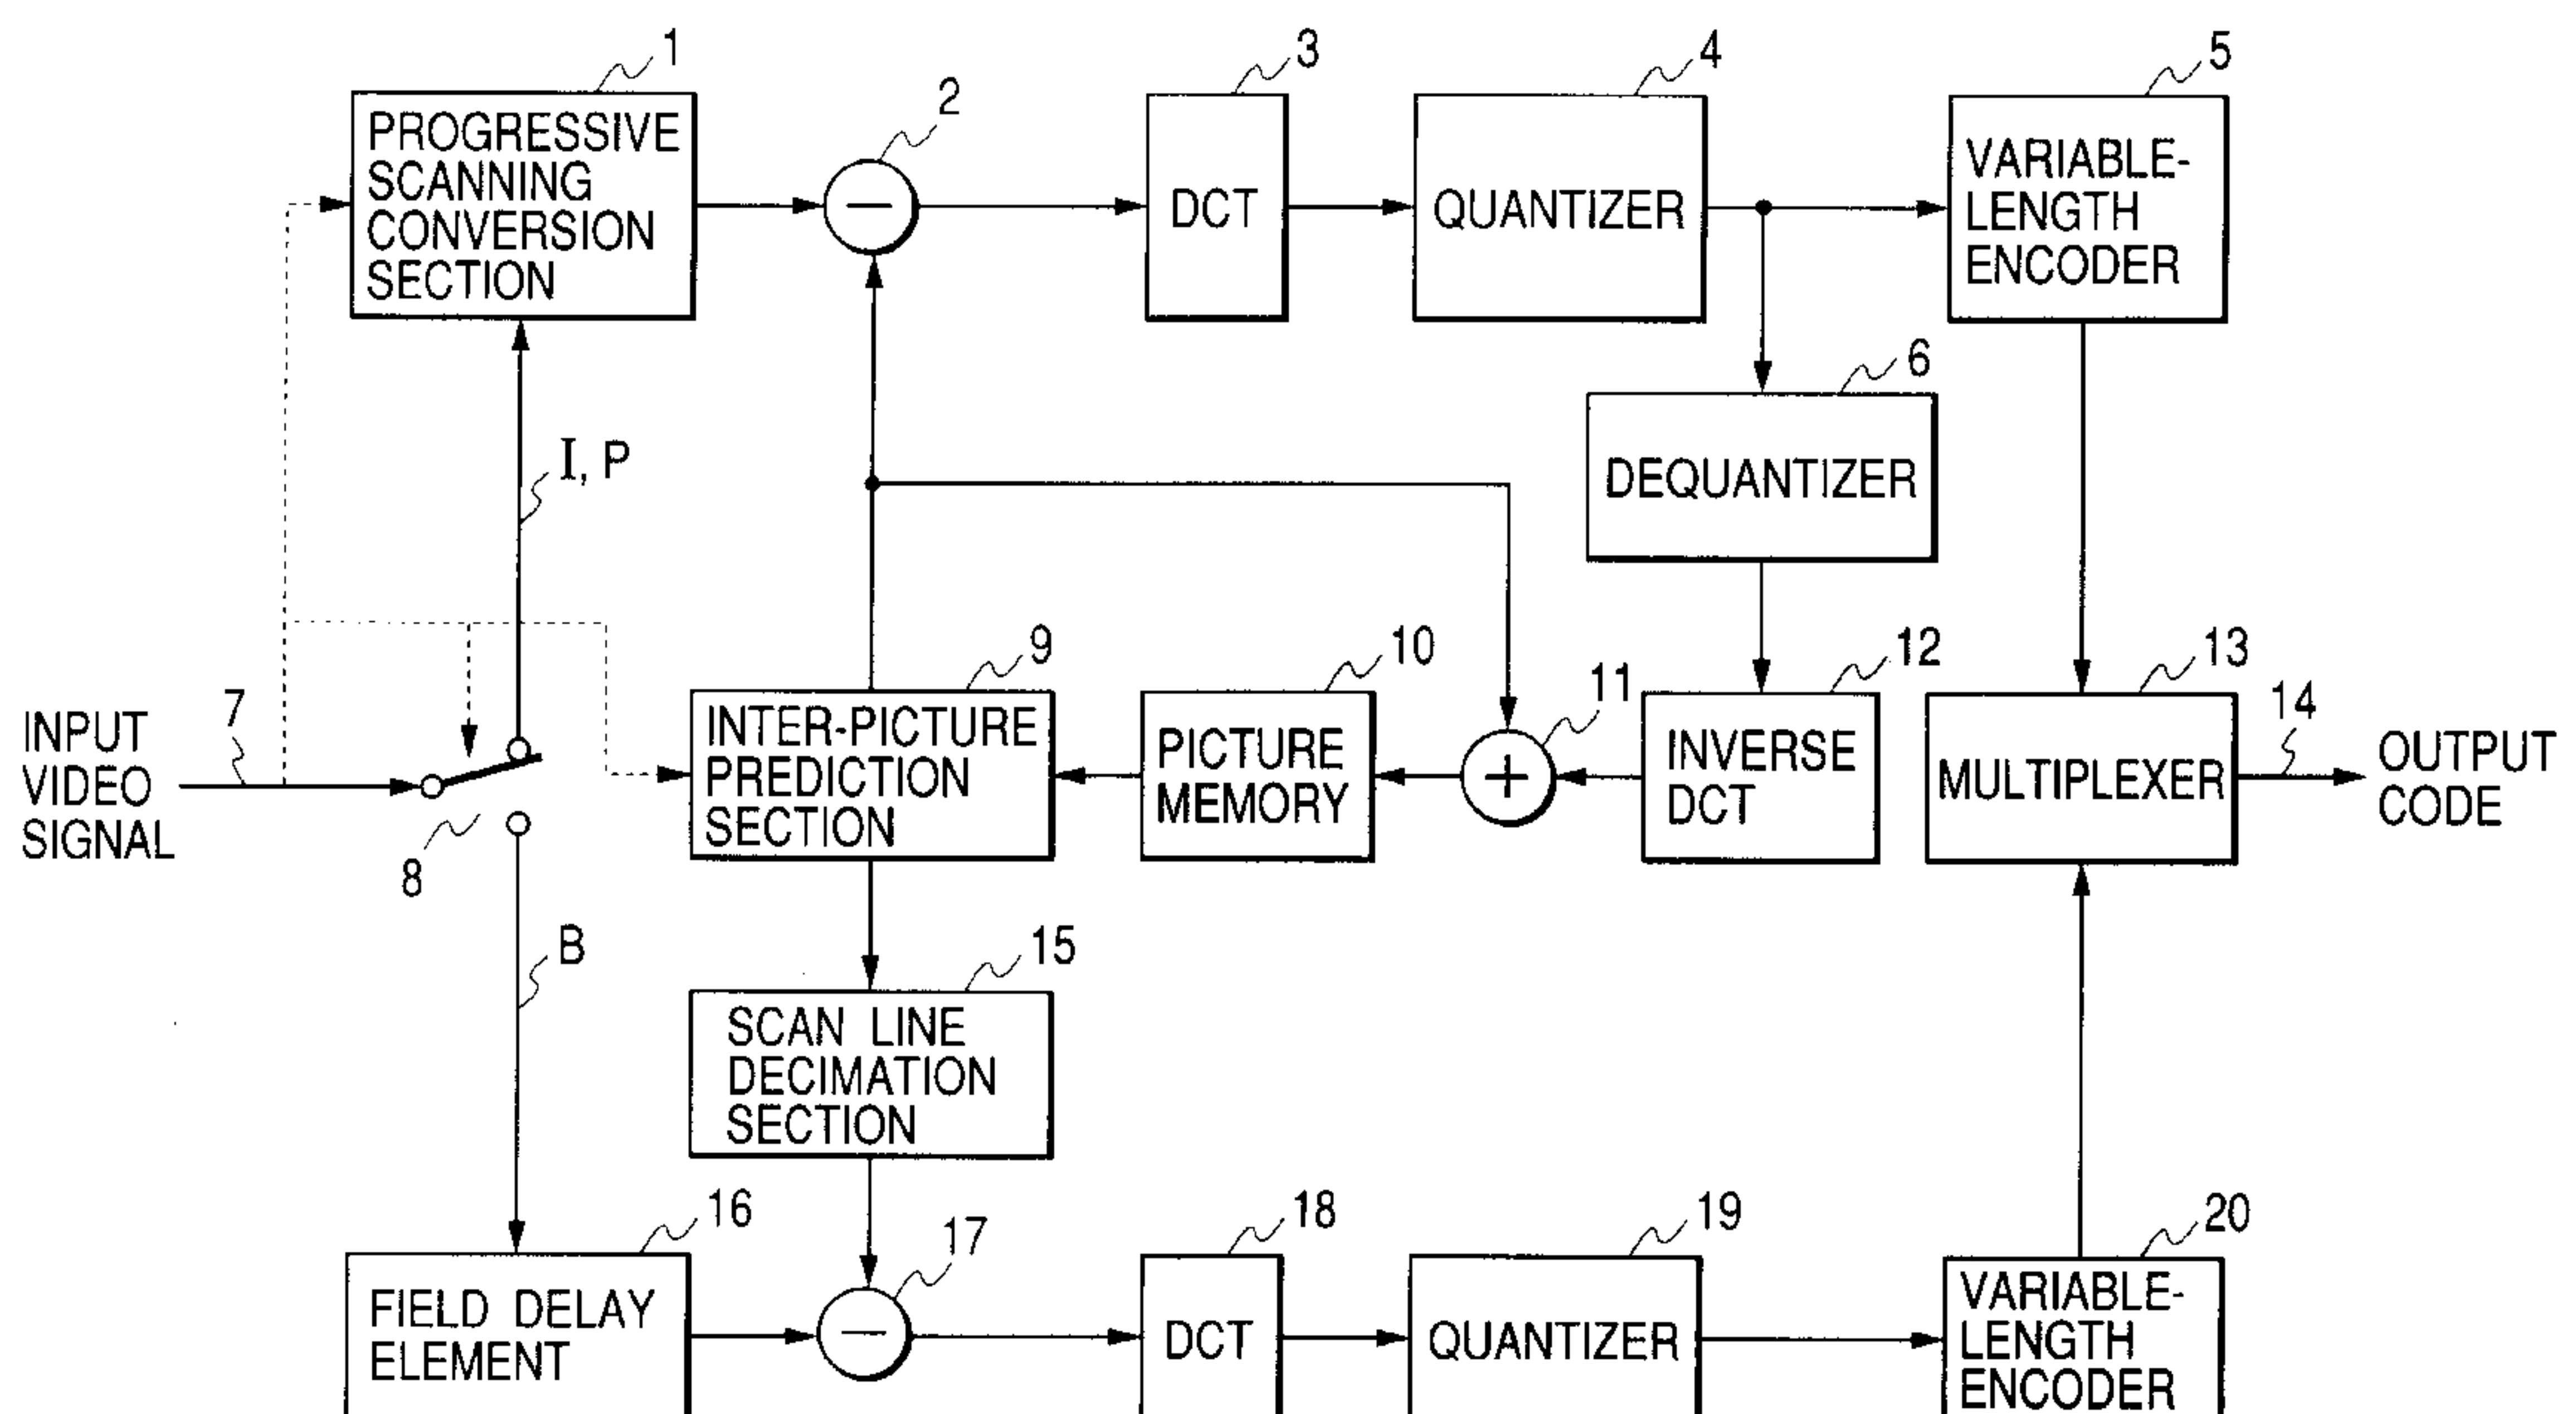 1
2
3
4
5
PROGRESSIVE
SCANNING
CONVERSION
SECTION
DCT
QUANTIZER
VARIABLE-
LENGTH
ENCODER
I, P
6
DEQUANTIZER
INPUT
VIDEO
SIGNAL
7
8
9
INTER-PICTURE
PREDICTION
SECTION
10
PICTURE
MEMORY
11
12
INVERSE
DCT
13
MULTIPLEXER
14
OUTPUT
CODE
B
15
SCAN LINE
DECIMATION
SECTION
16
FIELD DELAY
ELEMENT
17
18
DCT
19
QUANTIZER
20
VARIABLE-
LENGTH
ENCODER